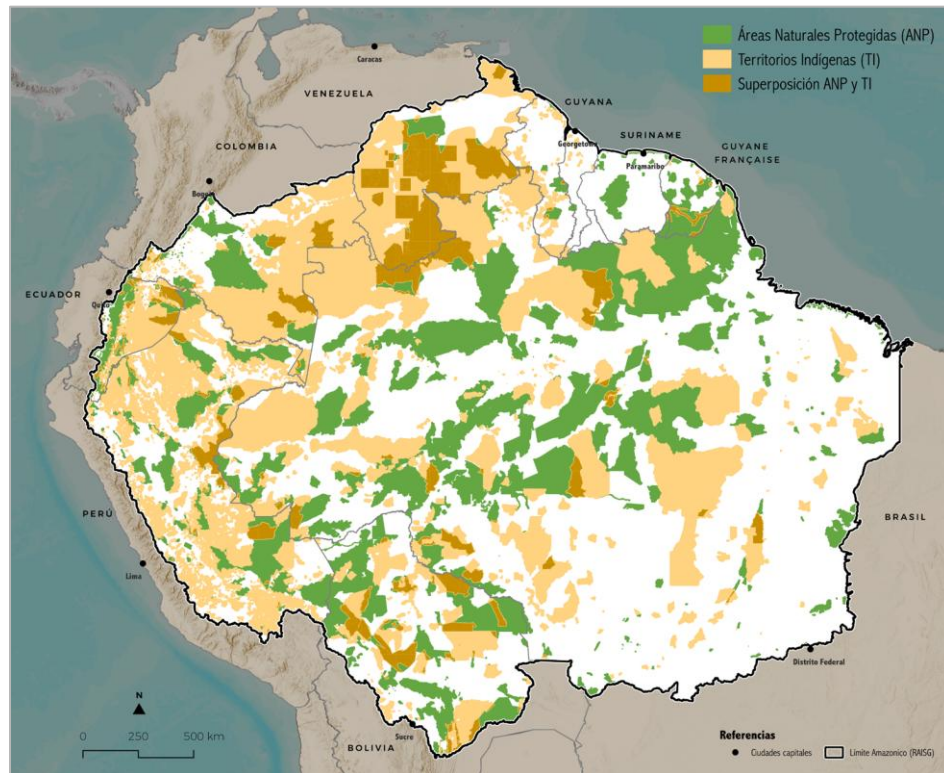 Áreas Naturales Protegidas (ANP)
Territorios Indígenas (TI)
Superposición ANP y TI
Caracas
VENEZUELA
GUYANA
Georgetown
SURINAME
Paramaribo
GUYANE
FRANÇAISE
COLOMBIA
Bogotá
ECUADOR
Quito
PERÚ
Lima
BRASIL
Distrito Federal
N
0 250 500 km
Sucre
BOLIVIA
Referencias
Ciudades capitales
Límite Amazonico (RAISG)